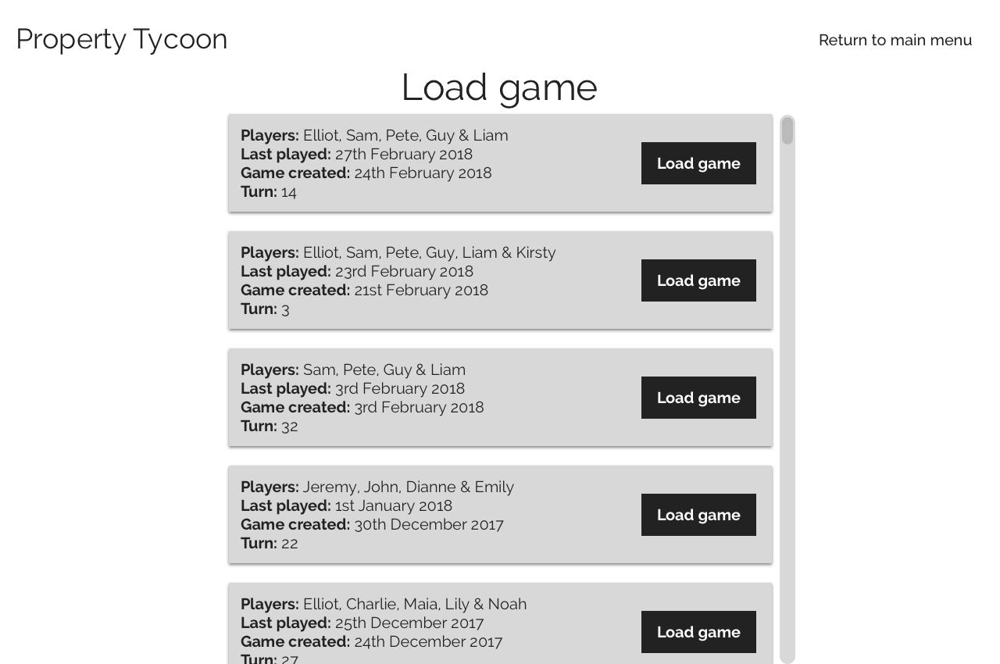 Property Tycoon
Return to main menu
Load game
Players: Elliot, Sam, Pete, Guy & Liam
Last played: 27th February 2018
Game created: 24th February 2018
Turn: 14
Load game
Players: Elliot, Sam, Pete, Guy, Liam & Kirsty
Last played: 23rd February 2018
Game created: 21st February 2018
Turn: 3
Load game
Players: Sam, Pete, Guy & Liam
Last played: 3rd February 2018
Game created: 3rd February 2018
Turn: 32
Load game
Players: Jeremy, John, Dianne & Emily
Last played: 1st January 2018
Game created: 30th December 2017
Turn: 22
Load game
Players: Elliot, Charlie, Maia, Lily & Noah
Last played: 25th December 2017
Game created: 24th December 2017
Turn: 27
Load game